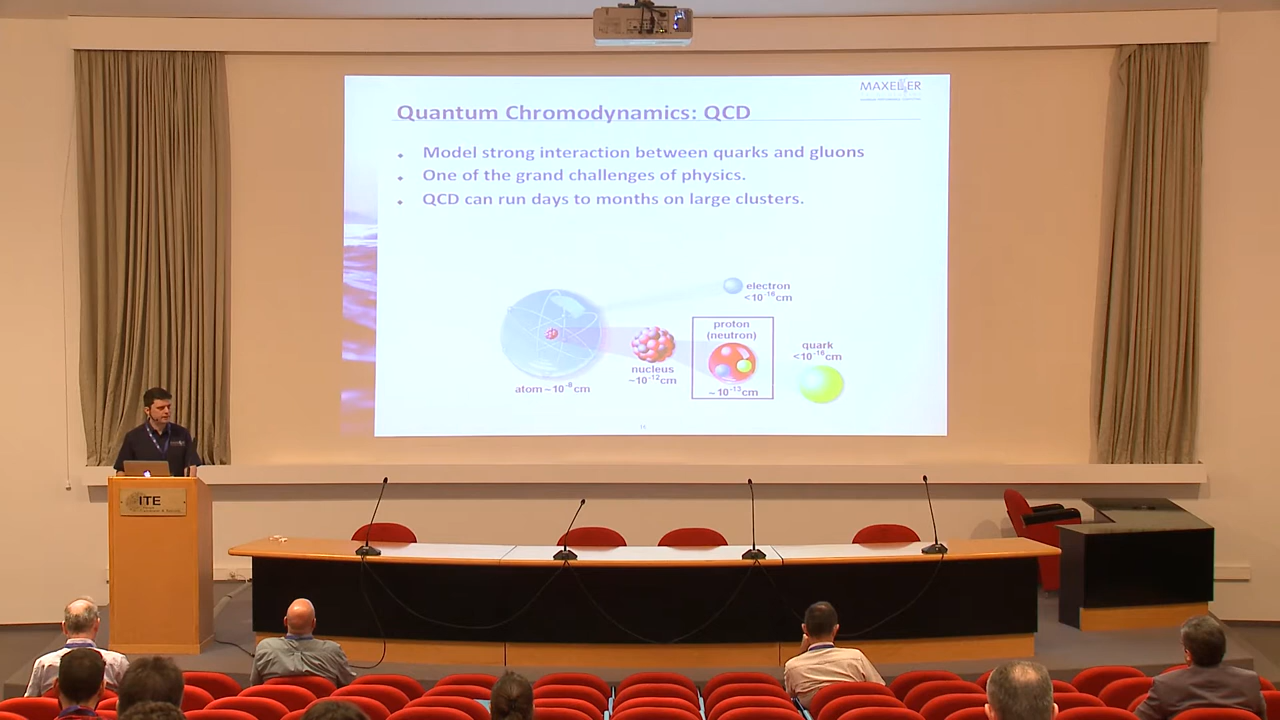 MAXELER
Quantum Chromodynamics: QCD
Model strong interaction between quarks and gluons
One of the grand challenges of physics.
QCD can run days to months on large clusters.
electron
<10⁻¹⁶cm
proton
(neutron)
quark
<10⁻¹⁶cm
nucleus
~10⁻¹²cm
atom~10⁻⁸cm
~10⁻¹³cm
ITE